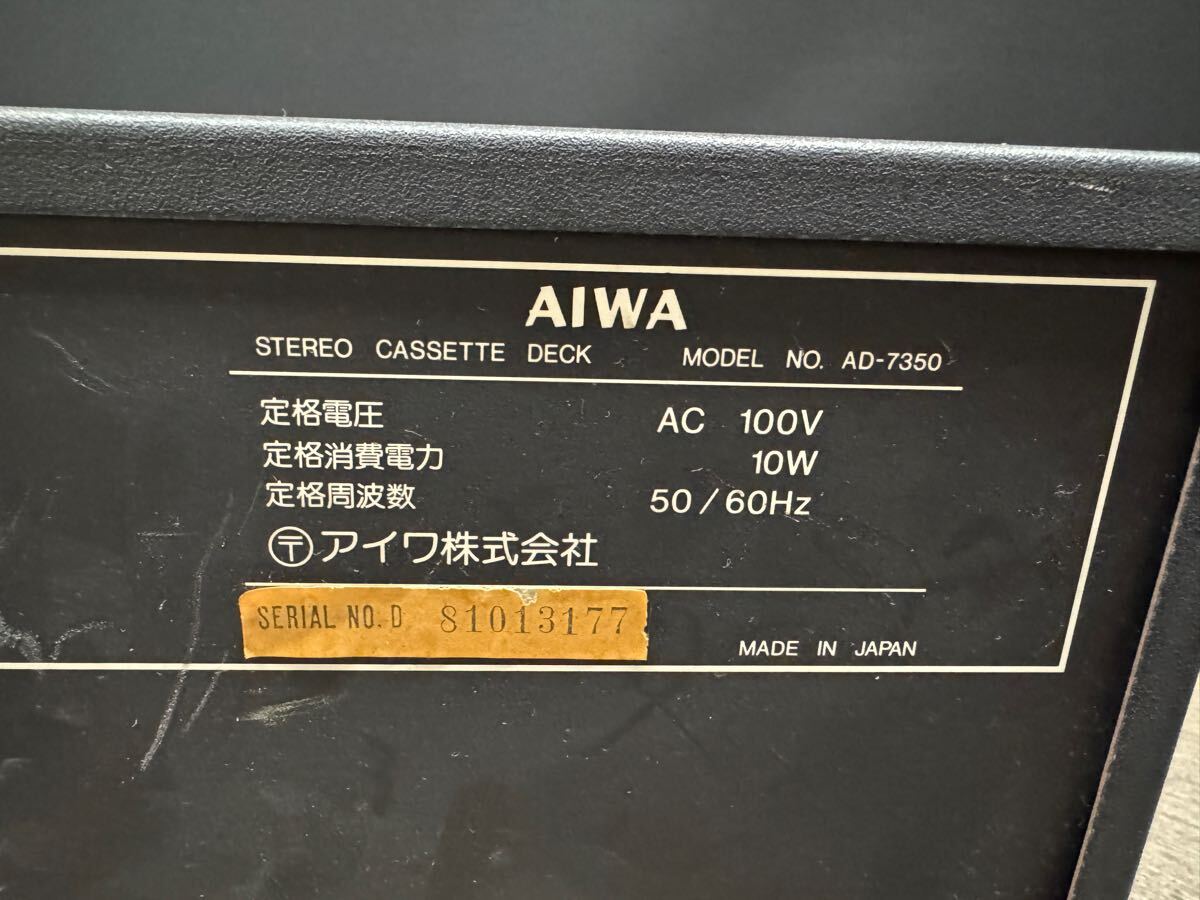 AIWA
STEREO CASSETTE DECK MODEL NO. AD-7350
定格電圧 AC 100V
定格消費電力 10W
定格周波数 50/60Hz
〶アイワ株式会社
SERIAL NO. D 81013177
MADE IN JAPAN